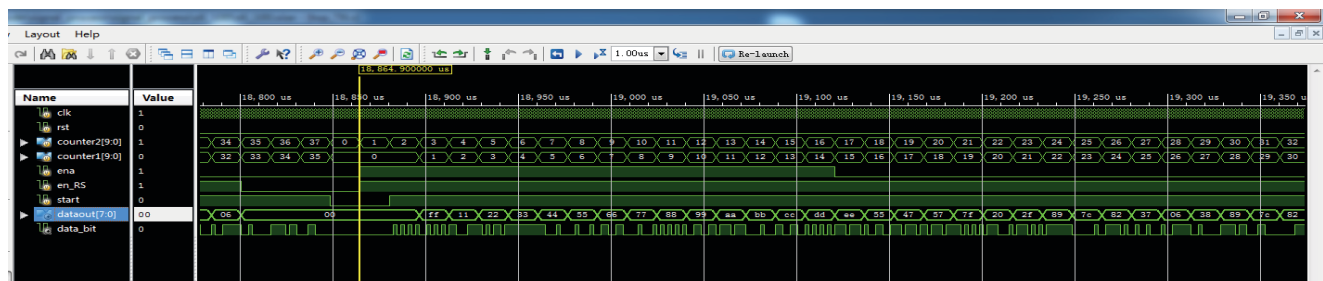 Layout Help
1.00us Re-launch
18,864.900000 us
Name Value 18,800 us 18,850 us 18,900 us 18,950 us 19,000 us 19,050 us 19,100 us 19,150 us 19,200 us 19,250 us 19,300 us 19,350 u
clk 1
rst 0
counter2[9:0] 1 34 35 36 37 0 1 2 3 4 5 6 7 8 9 10 11 12 13 14 15 16 17 18 19 20 21 22 23 24 25 26 27 28 29 30 31 32
counter1[9:0] 0 32 33 34 35 0 1 2 3 4 5 6 7 8 9 10 11 12 13 14 15 16 17 18 19 20 21 22 23 24 25 26 27 28 29 30
ena 1
en_RS 1
start 0
dataout[7:0] 00 06 00 ff 11 22 33 44 55 66 77 88 99 aa bb cc dd ee 55 47 57 7f 20 2f 89 7c 82 37 06 38 89 7c 82
data_bit 0